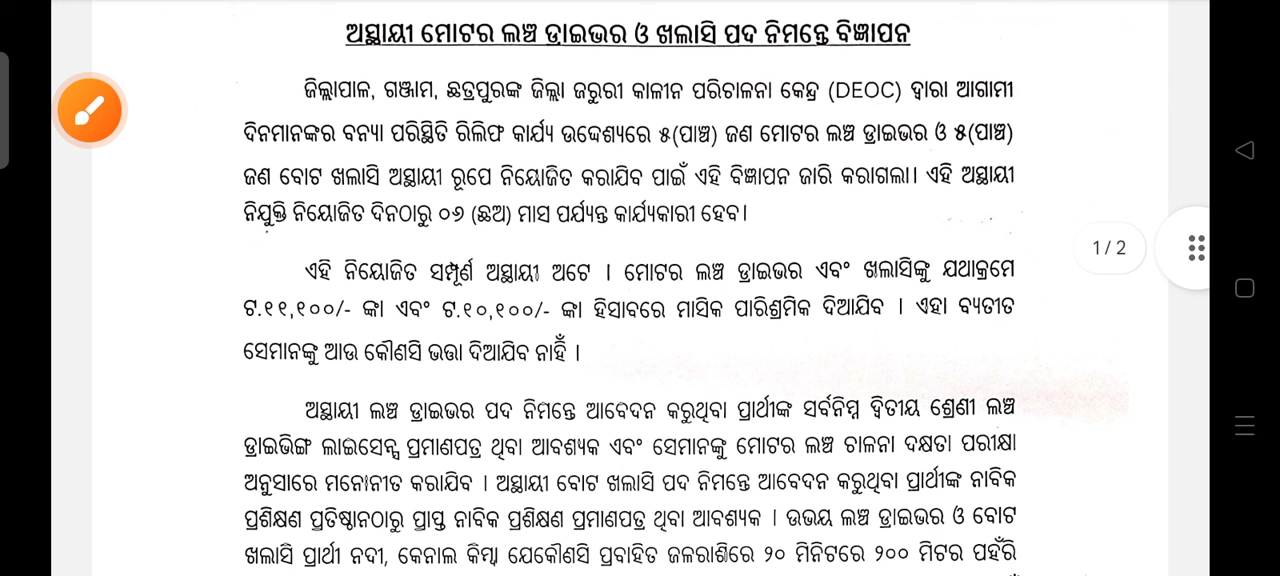 ଅସ୍ଥାୟୀ ମୋଟର ଲଞ୍ଚ ଡ୍ରାଇଭର ଓ ଖଲାସି ପଦ ନିମନ୍ତେ ବିଜ୍ଞାପନ
ଜିଲ୍ଲାପାଳ, ଗଞ୍ଜାମ, ଛତ୍ରପୁରଙ୍କ ଜିଲ୍ଲା ଜରୁରୀ କାଳୀନ ପରିଚାଳନା କେନ୍ଦ୍ର (DEOC) ଦ୍ୱାରା ଆଗାମୀ
ଦିନମାନଙ୍କର ବନ୍ୟା ପରିସ୍ଥିତି ରିଲିଫ କାର୍ଯ୍ୟ ଉଦ୍ଦେଶ୍ୟରେ ୫(ପାଞ୍ଚ) ଜଣ ମୋଟର ଲଞ୍ଚ ଡ୍ରାଇଭର ଓ ୫(ପାଞ୍ଚ)
ଜଣ ବୋଟ ଖଲାସି ଅସ୍ଥାୟୀ ରୂପେ ନିୟୋଜିତ କରାଯିବ ପାଇଁ ଏହି ବିଜ୍ଞାପନ ଜାରି କରାଗଲା। ଏହି ଅସ୍ଥାୟୀ
ନିଯୁକ୍ତି ନିୟୋଜିତ ଦିନଠାରୁ ୦୬ (ଛଅ) ମାସ ପର୍ଯ୍ୟନ୍ତ କାର୍ଯ୍ୟକାରୀ ହେବ।
1 / 2
ଏହି ନିୟୋଜିତ ସମ୍ପୂର୍ଣ ଅସ୍ଥାୟୀ ଅଟେ । ମୋଟର ଲଞ୍ଚ ଡ୍ରାଇଭର ଏବଂ ଖଲାସିଙ୍କୁ ଯଥାକ୍ରମେ
ଟ.୧୧,୧୦୦/- ଙ୍କା ଏବଂ ଟ.୧୦,୧୦୦/- ଙ୍କା ହିସାବରେ ମାସିକ ପାରିଶ୍ରମିକ ଦିଆଯିବ । ଏହା ବ୍ୟତୀତ
ସେମାନଙ୍କୁ ଆଉ କୌଣସି ଭତ୍ତା ଦିଆଯିବ ନାହିଁ ।
ଅସ୍ଥାୟୀ ଲଞ୍ଚ ଡ୍ରାଇଭର ପଦ ନିମନ୍ତେ ଆବେଦନ କରୁଥିବା ପ୍ରାର୍ଥୀଙ୍କ ସର୍ବନିମ୍ନ ଦ୍ୱିତୀୟ ଶ୍ରେଣୀ ଲଞ୍ଚ
ଡ୍ରାଇଭିଙ୍ଗ ଲାଇସେନ୍ସ ପ୍ରମାଣପତ୍ର ଥିବା ଆବଶ୍ୟକ ଏବଂ ସେମାନଙ୍କୁ ମୋଟର ଲଞ୍ଚ ଚାଳନା ଦକ୍ଷତା ପରୀକ୍ଷା
ଅନୁସାରେ ମନୋନୀତ କରାଯିବ । ଅସ୍ଥାୟୀ ବୋଟ ଖଲାସି ପଦ ନିମନ୍ତେ ଆବେଦନ କରୁଥିବା ପ୍ରାର୍ଥୀଙ୍କ ନାବିକ
ପ୍ରଶିକ୍ଷଣ ପ୍ରତିଷ୍ଠାନଠାରୁ ପ୍ରାପ୍ତ ନାବିକ ପ୍ରଶିକ୍ଷଣ ପ୍ରମାଣପତ୍ର ଥିବା ଆବଶ୍ୟକ । ଉଭୟ ଲଞ୍ଚ ଡ୍ରାଇଭର ଓ ବୋଟ
ଖଲାସି ପ୍ରାର୍ଥୀ ନଦୀ, କେନାଲ କିମ୍ବା ଯେକୌଣସି ପ୍ରବାହିତ ଜଳରାଶିରେ ୨୦ ମିନିଟରେ ୨୦୦ ମିଟର ପହଁରି